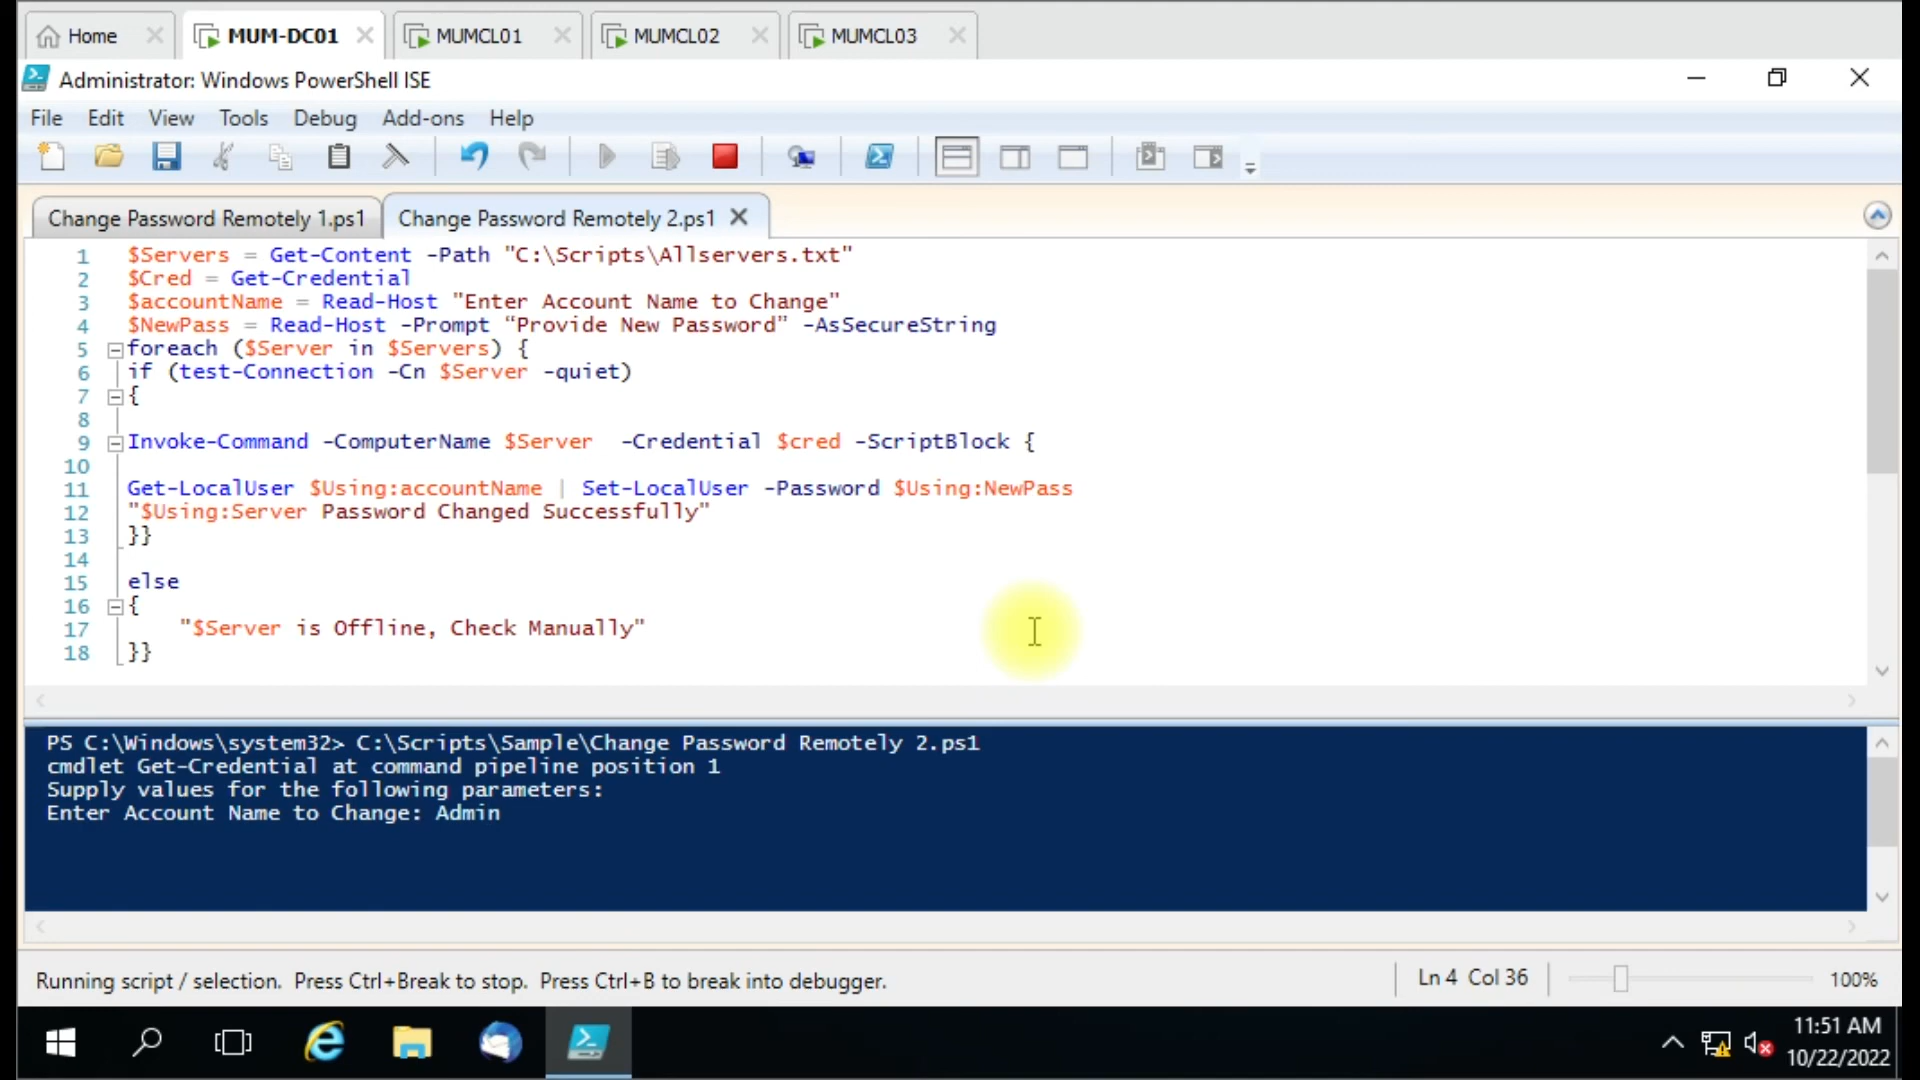 Home
MUM-DC01
MUMCL01
MUMCL02
MUMCL03
Administrator: Windows PowerShell ISE
File Edit View Tools Debug Add-ons Help
Change Password Remotely 1.ps1
Change Password Remotely 2.ps1
1 $Servers = Get-Content -Path "C:\Scripts\Allservers.txt"
2 $Cred = Get-Credential
3 $accountName = Read-Host "Enter Account Name to Change"
4 $NewPass = Read-Host -Prompt “Provide New Password” -AsSecureString
5 foreach ($Server in $Servers) {
6 if (test-Connection -Cn $Server -quiet)
7 {
8
9 Invoke-Command -ComputerName $Server  -Credential $cred -ScriptBlock {
10
11 Get-LocalUser $Using:accountName | Set-LocalUser -Password $Using:NewPass
12 "$Using:Server Password Changed Successfully"
13 }}
14
15 else
16 {
17 "$Server is Offline, Check Manually"
18 }}
PS C:\Windows\system32> C:\Scripts\Sample\Change Password Remotely 2.ps1
cmdlet Get-Credential at command pipeline position 1
Supply values for the following parameters:
Enter Account Name to Change: Admin
Running script / selection.  Press Ctrl+Break to stop.  Press Ctrl+B to break into debugger.
Ln 4 Col 36
100%
11:51 AM
10/22/2022